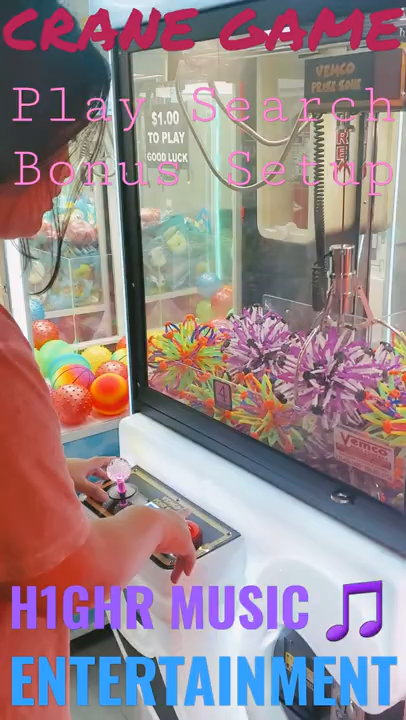 CRANE GAME
VEMCO
PRIZE ZONE
Play Search
$1.00
TO PLAY
GOOD LUCK
Bonus Setup
4
Vemco
H1GHR MUSIC 🎵
ENTERTAINMENT